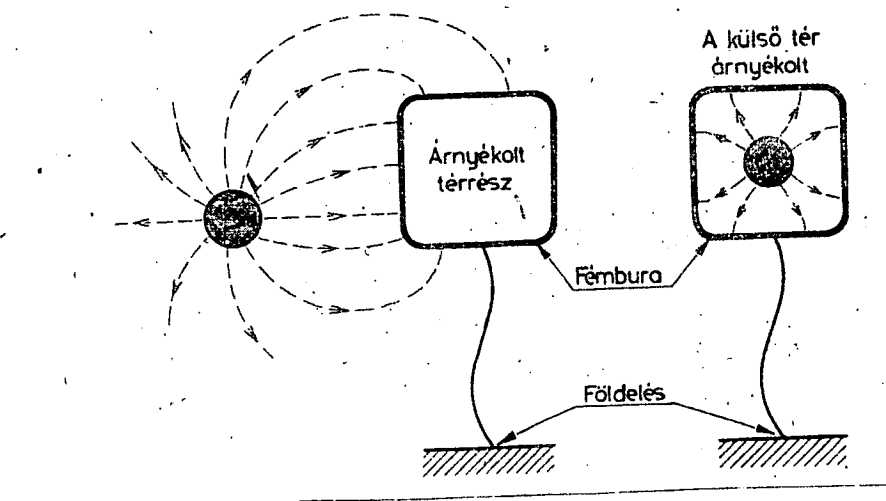 A külső tér
árnyékolt
Árnyékolt
térrész
Fémbura
Földelés